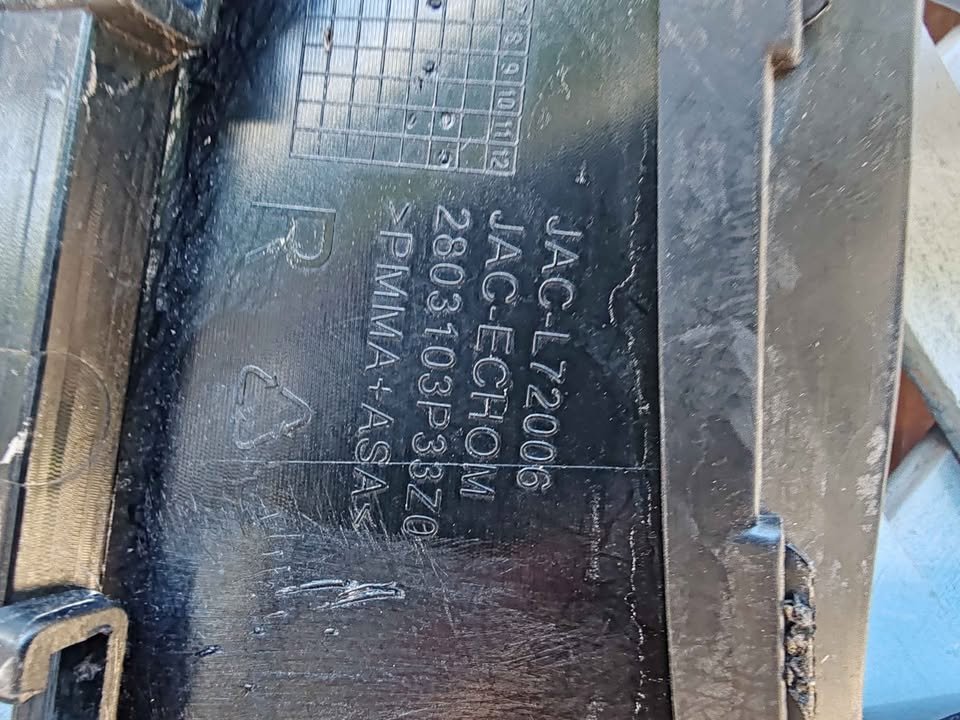 JAC-L72006
JAC-ECHOM
2803103P33Z0
>PMMA+ASA<
R
8
9
10
11
12